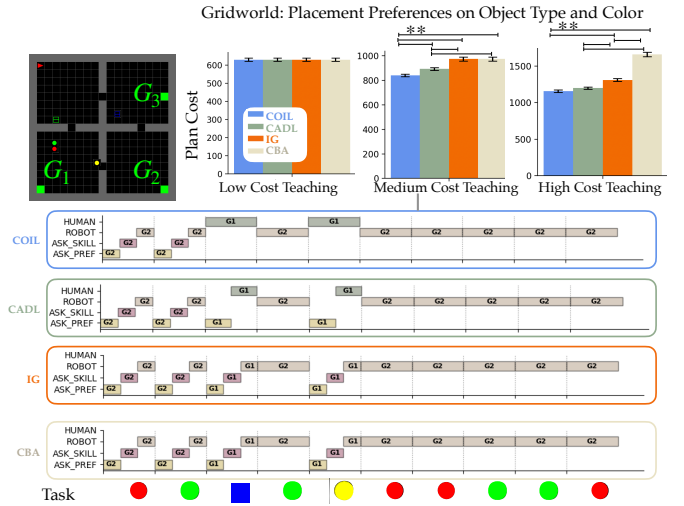 Gridworld: Placement Preferences on Object Type and Color
G1
G2
G3
Plan Cost
600
500
400
300
200
100
0
COIL
CADL
IG
CBA
Low Cost Teaching
**
1000
800
600
400
200
0
Medium Cost Teaching
**
1500
1000
500
0
High Cost Teaching
COIL
HUMAN G1 G1
ROBOT G2 G2 G2 G2 G2 G2 G2 G2
ASK_SKILL G2 G2
ASK_PREF G2 G2
CADL
HUMAN G1 G1
ROBOT G2 G2 G2 G2 G2 G2 G2 G2
ASK_SKILL G2 G2
ASK_PREF G2 G2 G1 G1
IG
HUMAN
ROBOT G2 G2 G1 G2 G1 G2 G2 G2 G2 G2
ASK_SKILL G2 G2 G1 G1
ASK_PREF G2 G2 G1 G1
CBA
HUMAN
ROBOT G2 G2 G1 G2 G1 G2 G2 G2 G2 G2
ASK_SKILL G2 G2 G1 G1
ASK_PREF G2 G2 G1 G1
Task